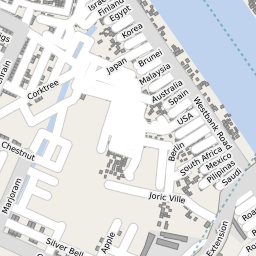 Israel
Finland
Egypt
Korea
Japan
Brunei
Malaysia
Australia
Spain
USA
Westbank Road
Berlin
South Africa
Mexico
Pilipinas
Saudi
Corktree
Chestnut
Marjoram
Joric Ville
Silver Bell
Apple
Extension